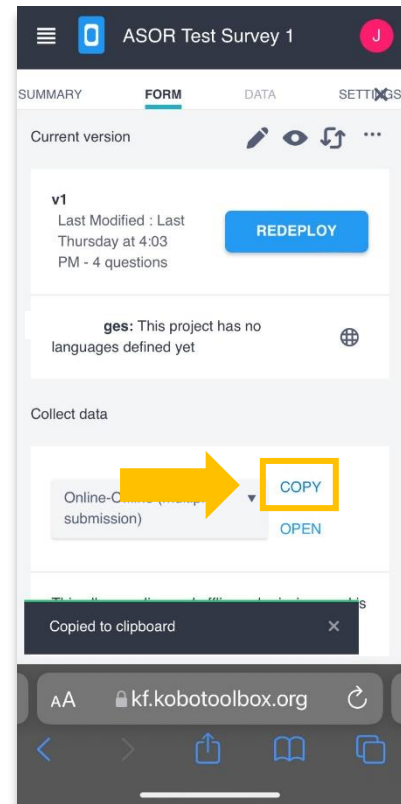 ASOR Test Survey 1
J
SUMMARY FORM DATA SETTINGS
Current version
v1
Last Modified : Last
Thursday at 4:03
PM - 4 questions
REDEPLOY
ges: This project has no
languages defined yet
Collect data
COPY
submission)
OPEN
Copied to clipboard
AA kf.kobotoolbox.org